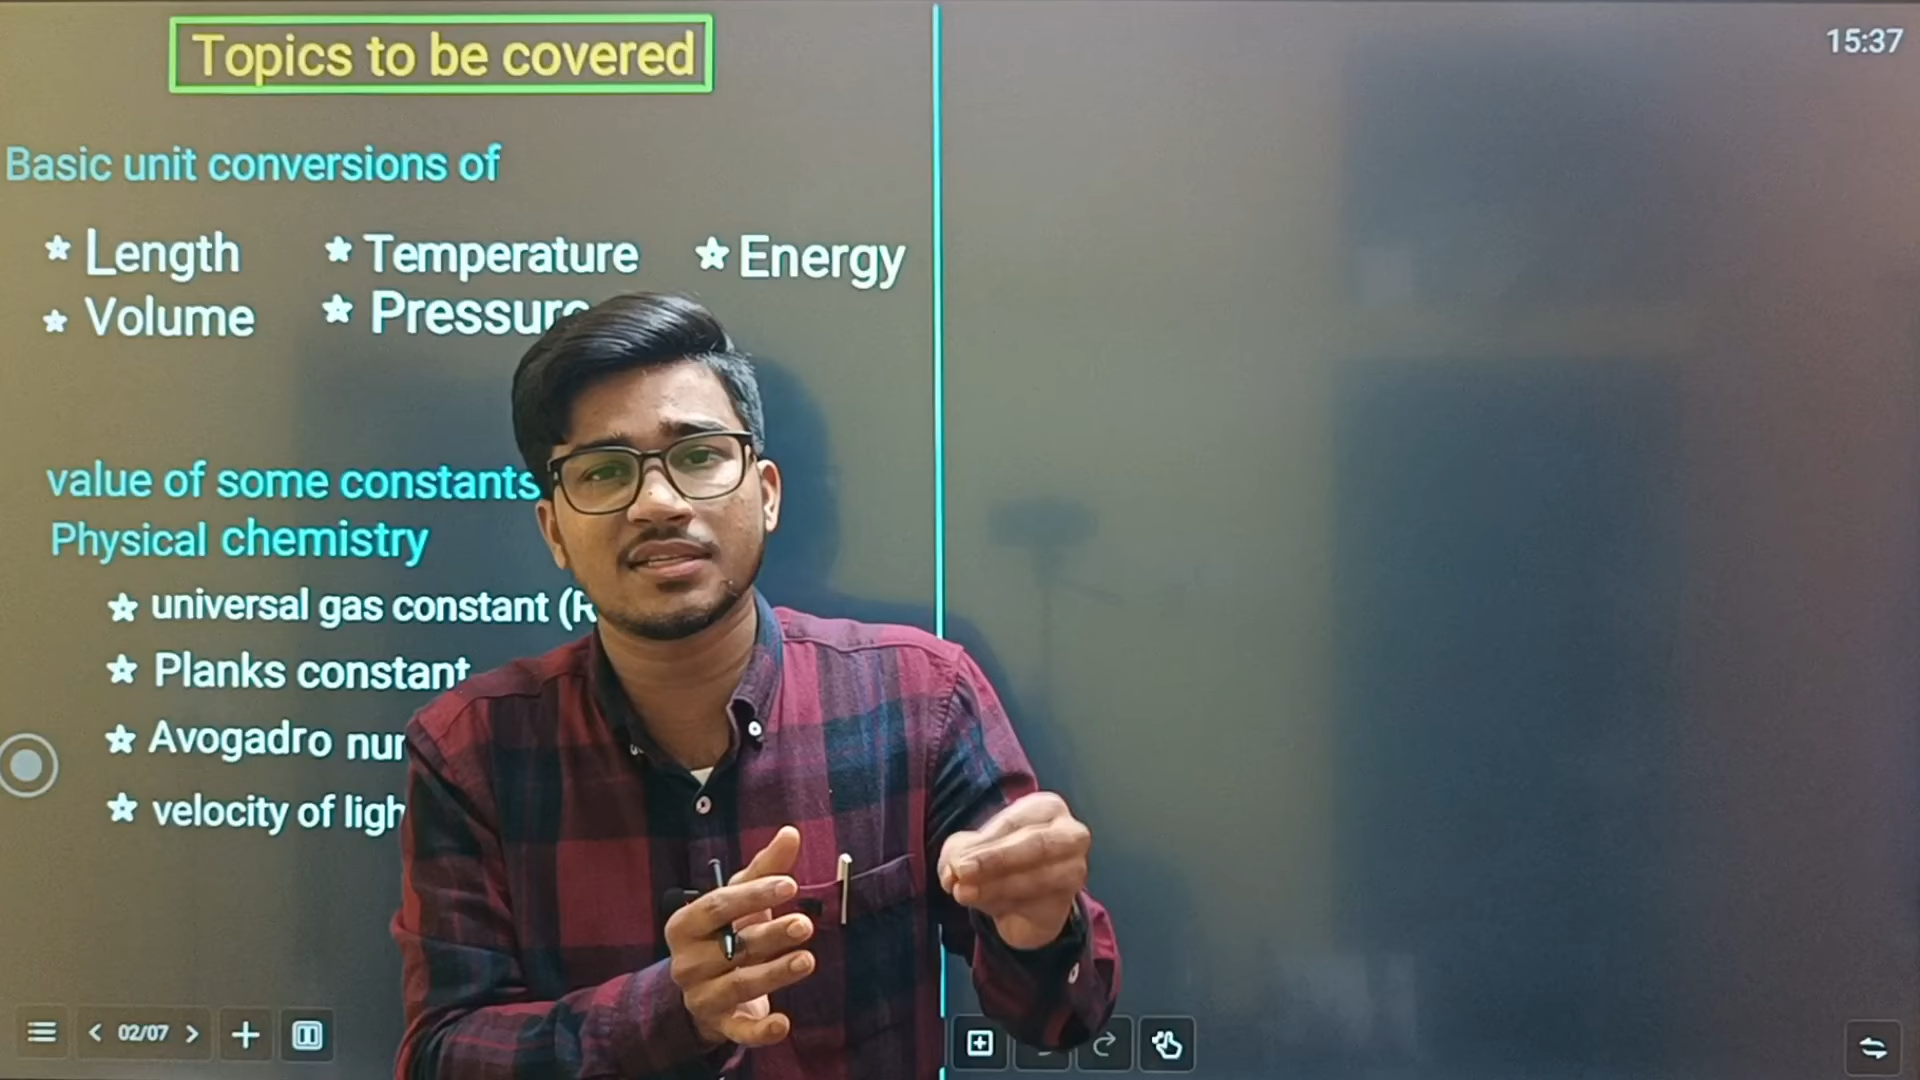 Topics to be covered
15:37
Basic unit conversions of
Length
Temperature
Energy
Volume
value of some constants
Physical chemistry
universal gas constant
Planks constant
Avogadro
velocity of
02/07